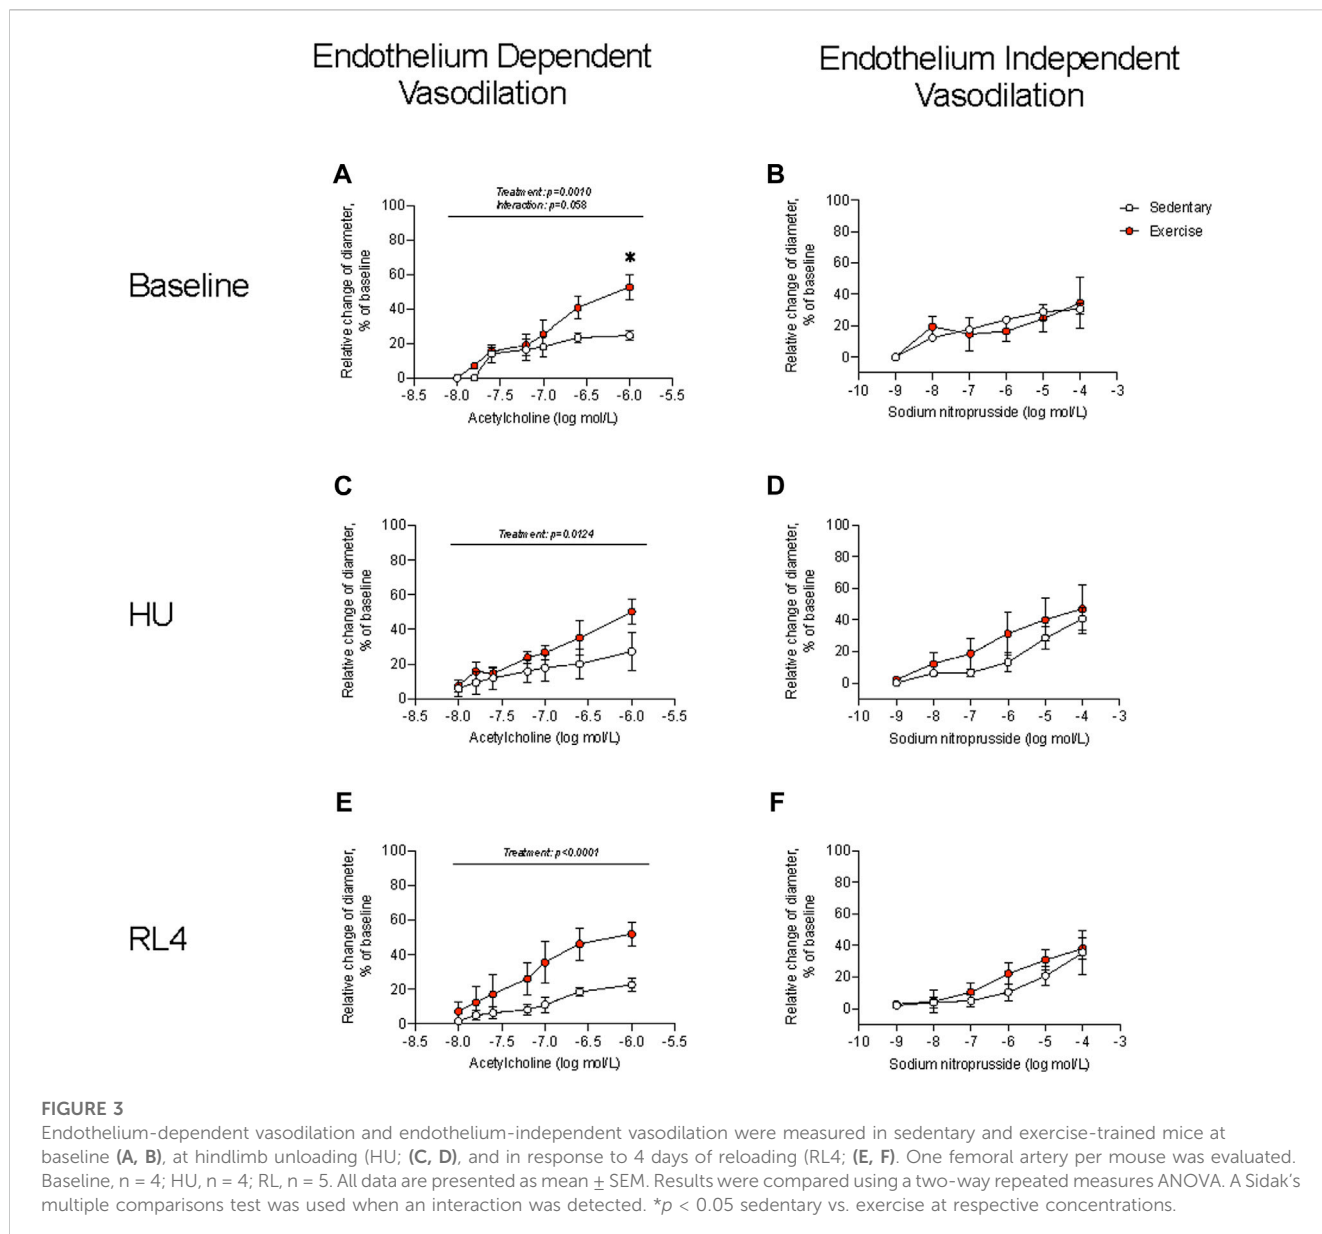 Endothelium Dependent
Vasodilation
Endothelium Independent
Vasodilation
Baseline
A
Treatment: p=0.0010
Interaction: p=0.058
Relative change of diameter,
% of baseline
100
80
60
40
20
0
*
-8.5 -8.0 -7.5 -7.0 -6.5 -6.0 -5.5
Acetylcholine (log mol/L)
B
Relative change of diameter,
% of baseline
100
80
60
40
20
0
-10 -9 -8 -7 -6 -5 -4 -3
Sodium nitroprusside (log mol/L)
Sedentary
Exercise
HU
C
Treatment: p=0.0124
Relative change of diameter,
% of baseline
100
80
60
40
20
0
-8.5 -8.0 -7.5 -7.0 -6.5 -6.0 -5.5
Acetylcholine (log mol/L)
D
Relative change of diameter,
% of baseline
100
80
60
40
20
0
-10 -9 -8 -7 -6 -5 -4 -3
Sodium nitroprusside (log mol/L)
RL4
E
Treatment: p<0.0001
Relative change of diameter,
% of baseline
100
80
60
40
20
0
-8.5 -8.0 -7.5 -7.0 -6.5 -6.0 -5.5
Acetylcholine (log mol/L)
F
Relative change of diameter,
% of baseline
100
80
60
40
20
0
-10 -9 -8 -7 -6 -5 -4 -3
Sodium nitroprusside (log mol/L)
FIGURE 3
Endothelium-dependent vasodilation and endothelium-independent vasodilation were measured in sedentary and exercise-trained mice at
baseline (A, B), at hindlimb unloading (HU; (C, D), and in response to 4 days of reloading (RL4; (E, F). One femoral artery per mouse was evaluated.
Baseline, n = 4; HU, n = 4; RL, n = 5. All data are presented as mean ± SEM. Results were compared using a two-way repeated measures ANOVA. A Sidak's
multiple comparisons test was used when an interaction was detected. *p < 0.05 sedentary vs. exercise at respective concentrations.